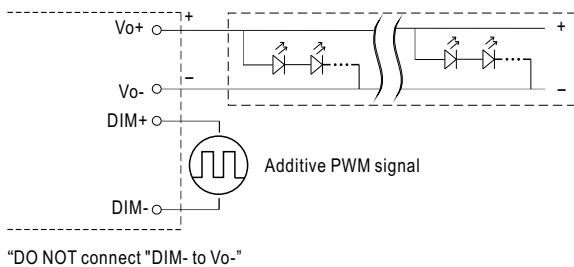 Vo+ + +
Vo- − −
DIM+
Additive PWM signal
DIM-
“DO NOT connect "DIM- to Vo-”